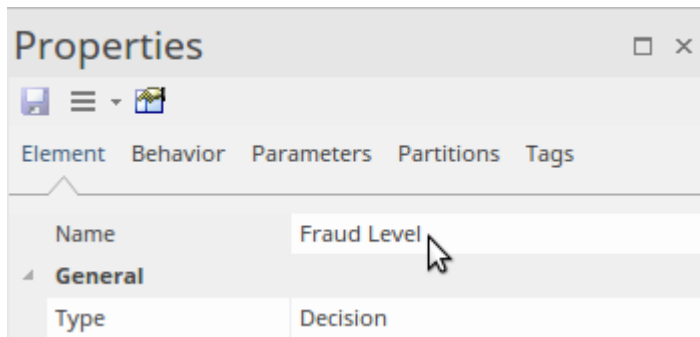 Properties
Element Behavior Parameters Partitions Tags
Name Fraud Level
General
Type Decision